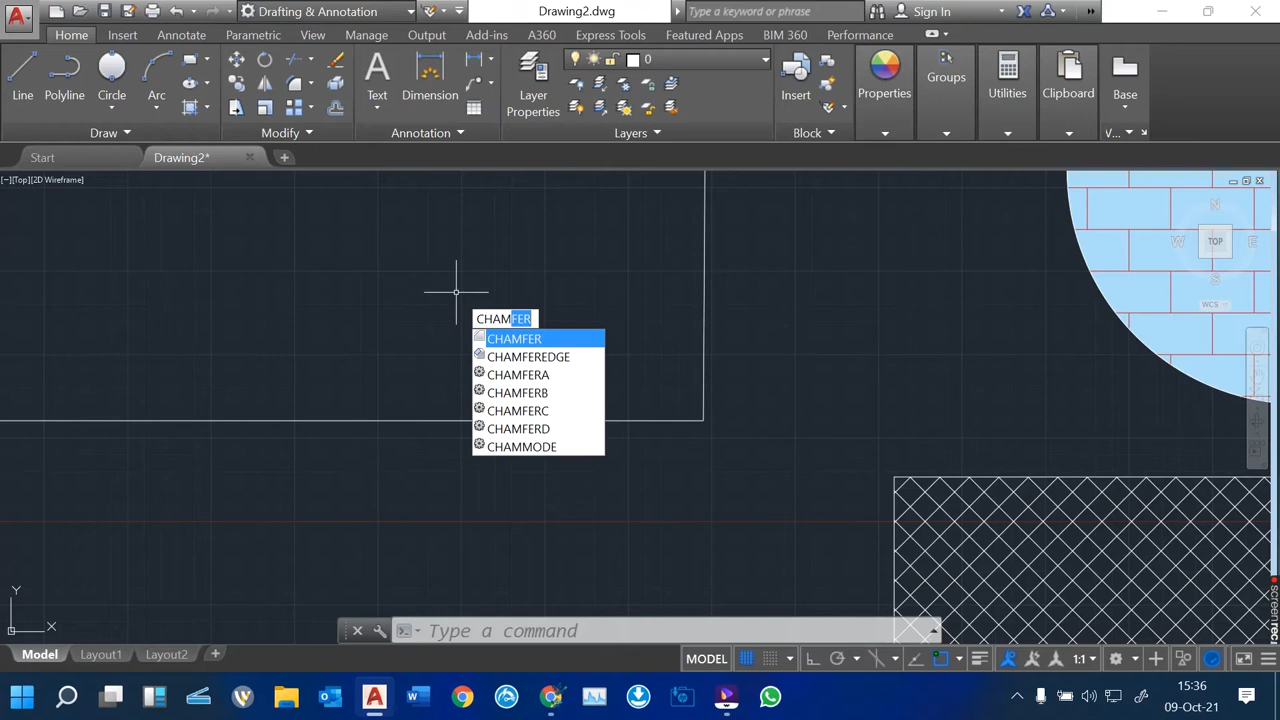 A
Drafting & Annotation
Drawing2.dwg
Type a keyword or phrase
Sign In
Home
Insert
Annotate
Parametric
View
Manage
Output
Add-ins
A360
Express Tools
Featured Apps
BIM 360
Performance
Line
Polyline
Circle
Arc
A
Text
Dimension
Layer
Properties
0
Insert
Properties
Groups
Utilities
Clipboard
Base
Draw
Modify
Annotation
Layers
Block
V...
Start
Drawing2*
[−][Top][2D Wireframe]
N
W
TOP
E
S
WCS
CHAMFER
CHAMFER
CHAMFEREDGE
CHAMFERA
CHAMFERB
CHAMFERC
CHAMFERD
CHAMMODE
Y
X
Type a command
Model
Layout1
Layout2
MODEL
1:1
A
15:36
09-Oct-21